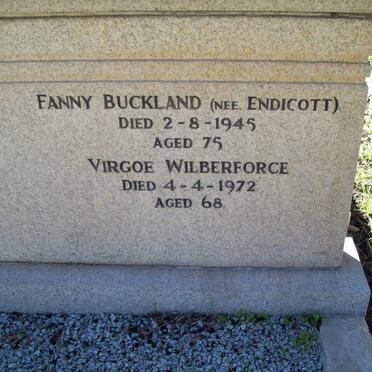 FANNY BUCKLAND (NEE. ENDICOTT)
DIED 2-8-1945
AGED 75
VIRGOE WILBERFORCE
DIED 4-4-1972
AGED 68